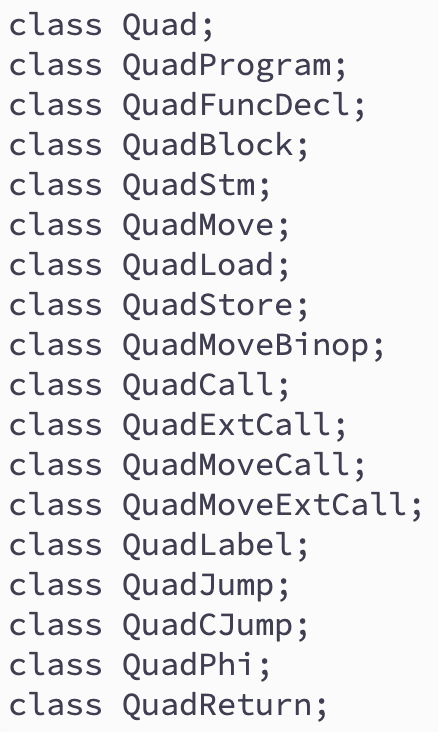 class Quad;
class QuadProgram;
class QuadFuncDecl;
class QuadBlock;
class QuadStm;
class QuadMove;
class QuadLoad;
class QuadStore;
class QuadMoveBinop;
class QuadCall;
class QuadExtCall;
class QuadMoveCall;
class QuadMoveExtCall;
class QuadLabel;
class QuadJump;
class QuadCJump;
class QuadPhi;
class QuadReturn;